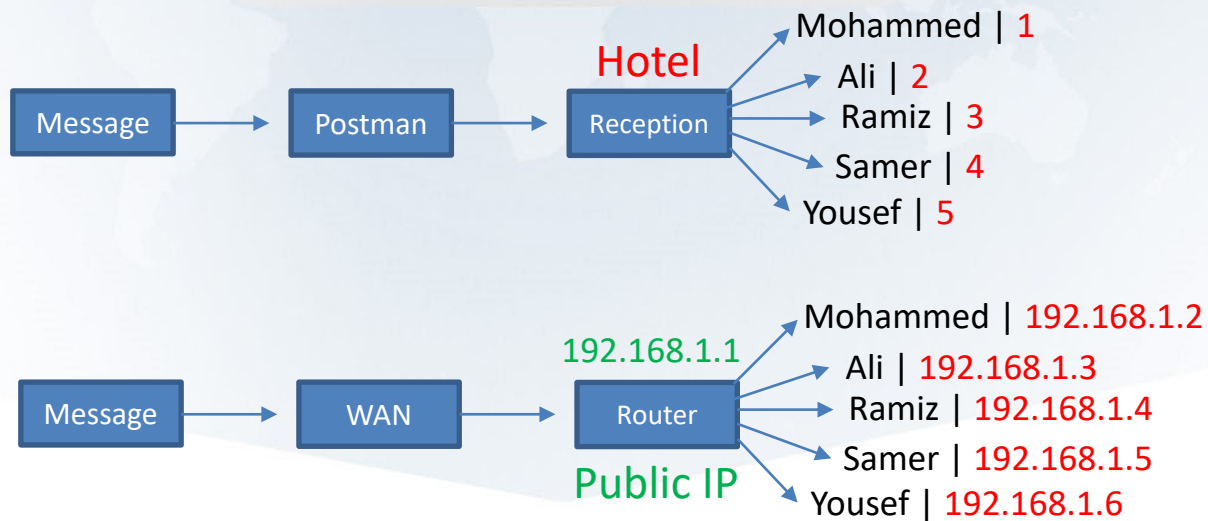 Hotel
Message
Postman
Reception
Mohammed | 1
Ali | 2
Ramiz | 3
Samer | 4
Yousef | 5
192.168.1.1
Message
WAN
Router
Public IP
Mohammed | 192.168.1.2
Ali | 192.168.1.3
Ramiz | 192.168.1.4
Samer | 192.168.1.5
Yousef | 192.168.1.6